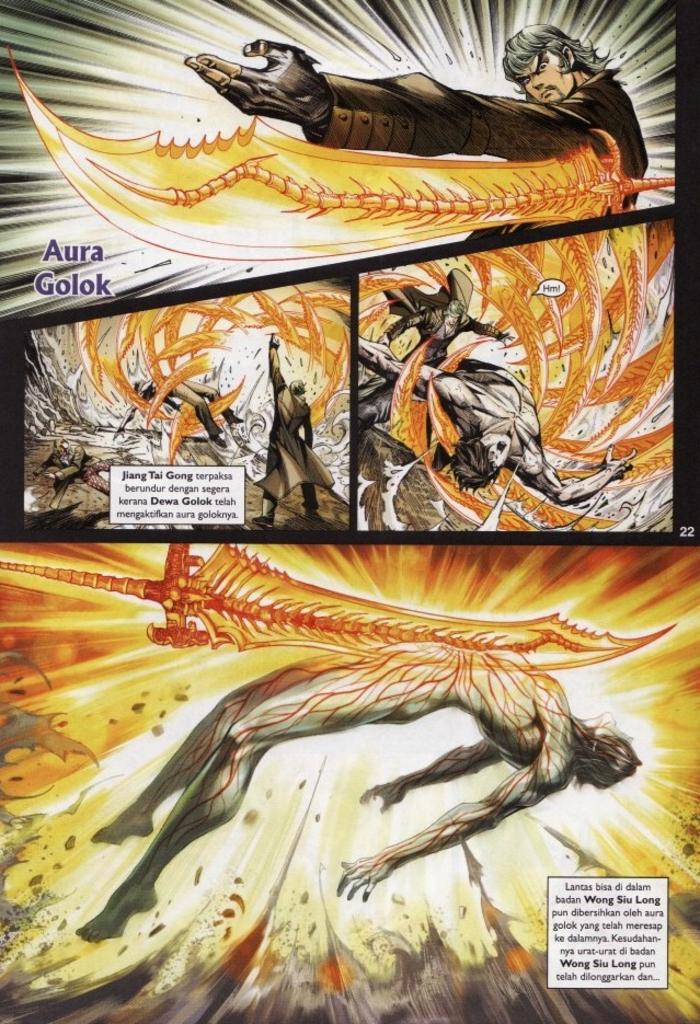 Aura
Golok
Hm!
Jiang Tai Gong terpaksa
berundur dengan segera
kerana Dewa Golok telah
mengaktifkan aura goloknya.
22
Lantas bisa di dalam
badan Wong Siu Long
pun dibersihkan oleh aura
golok yang telah meresap
ke dalamnya. Kesudahan-
nya urat-urat di badan
Wong Siu Long pun
telah dilonggarkan dan...